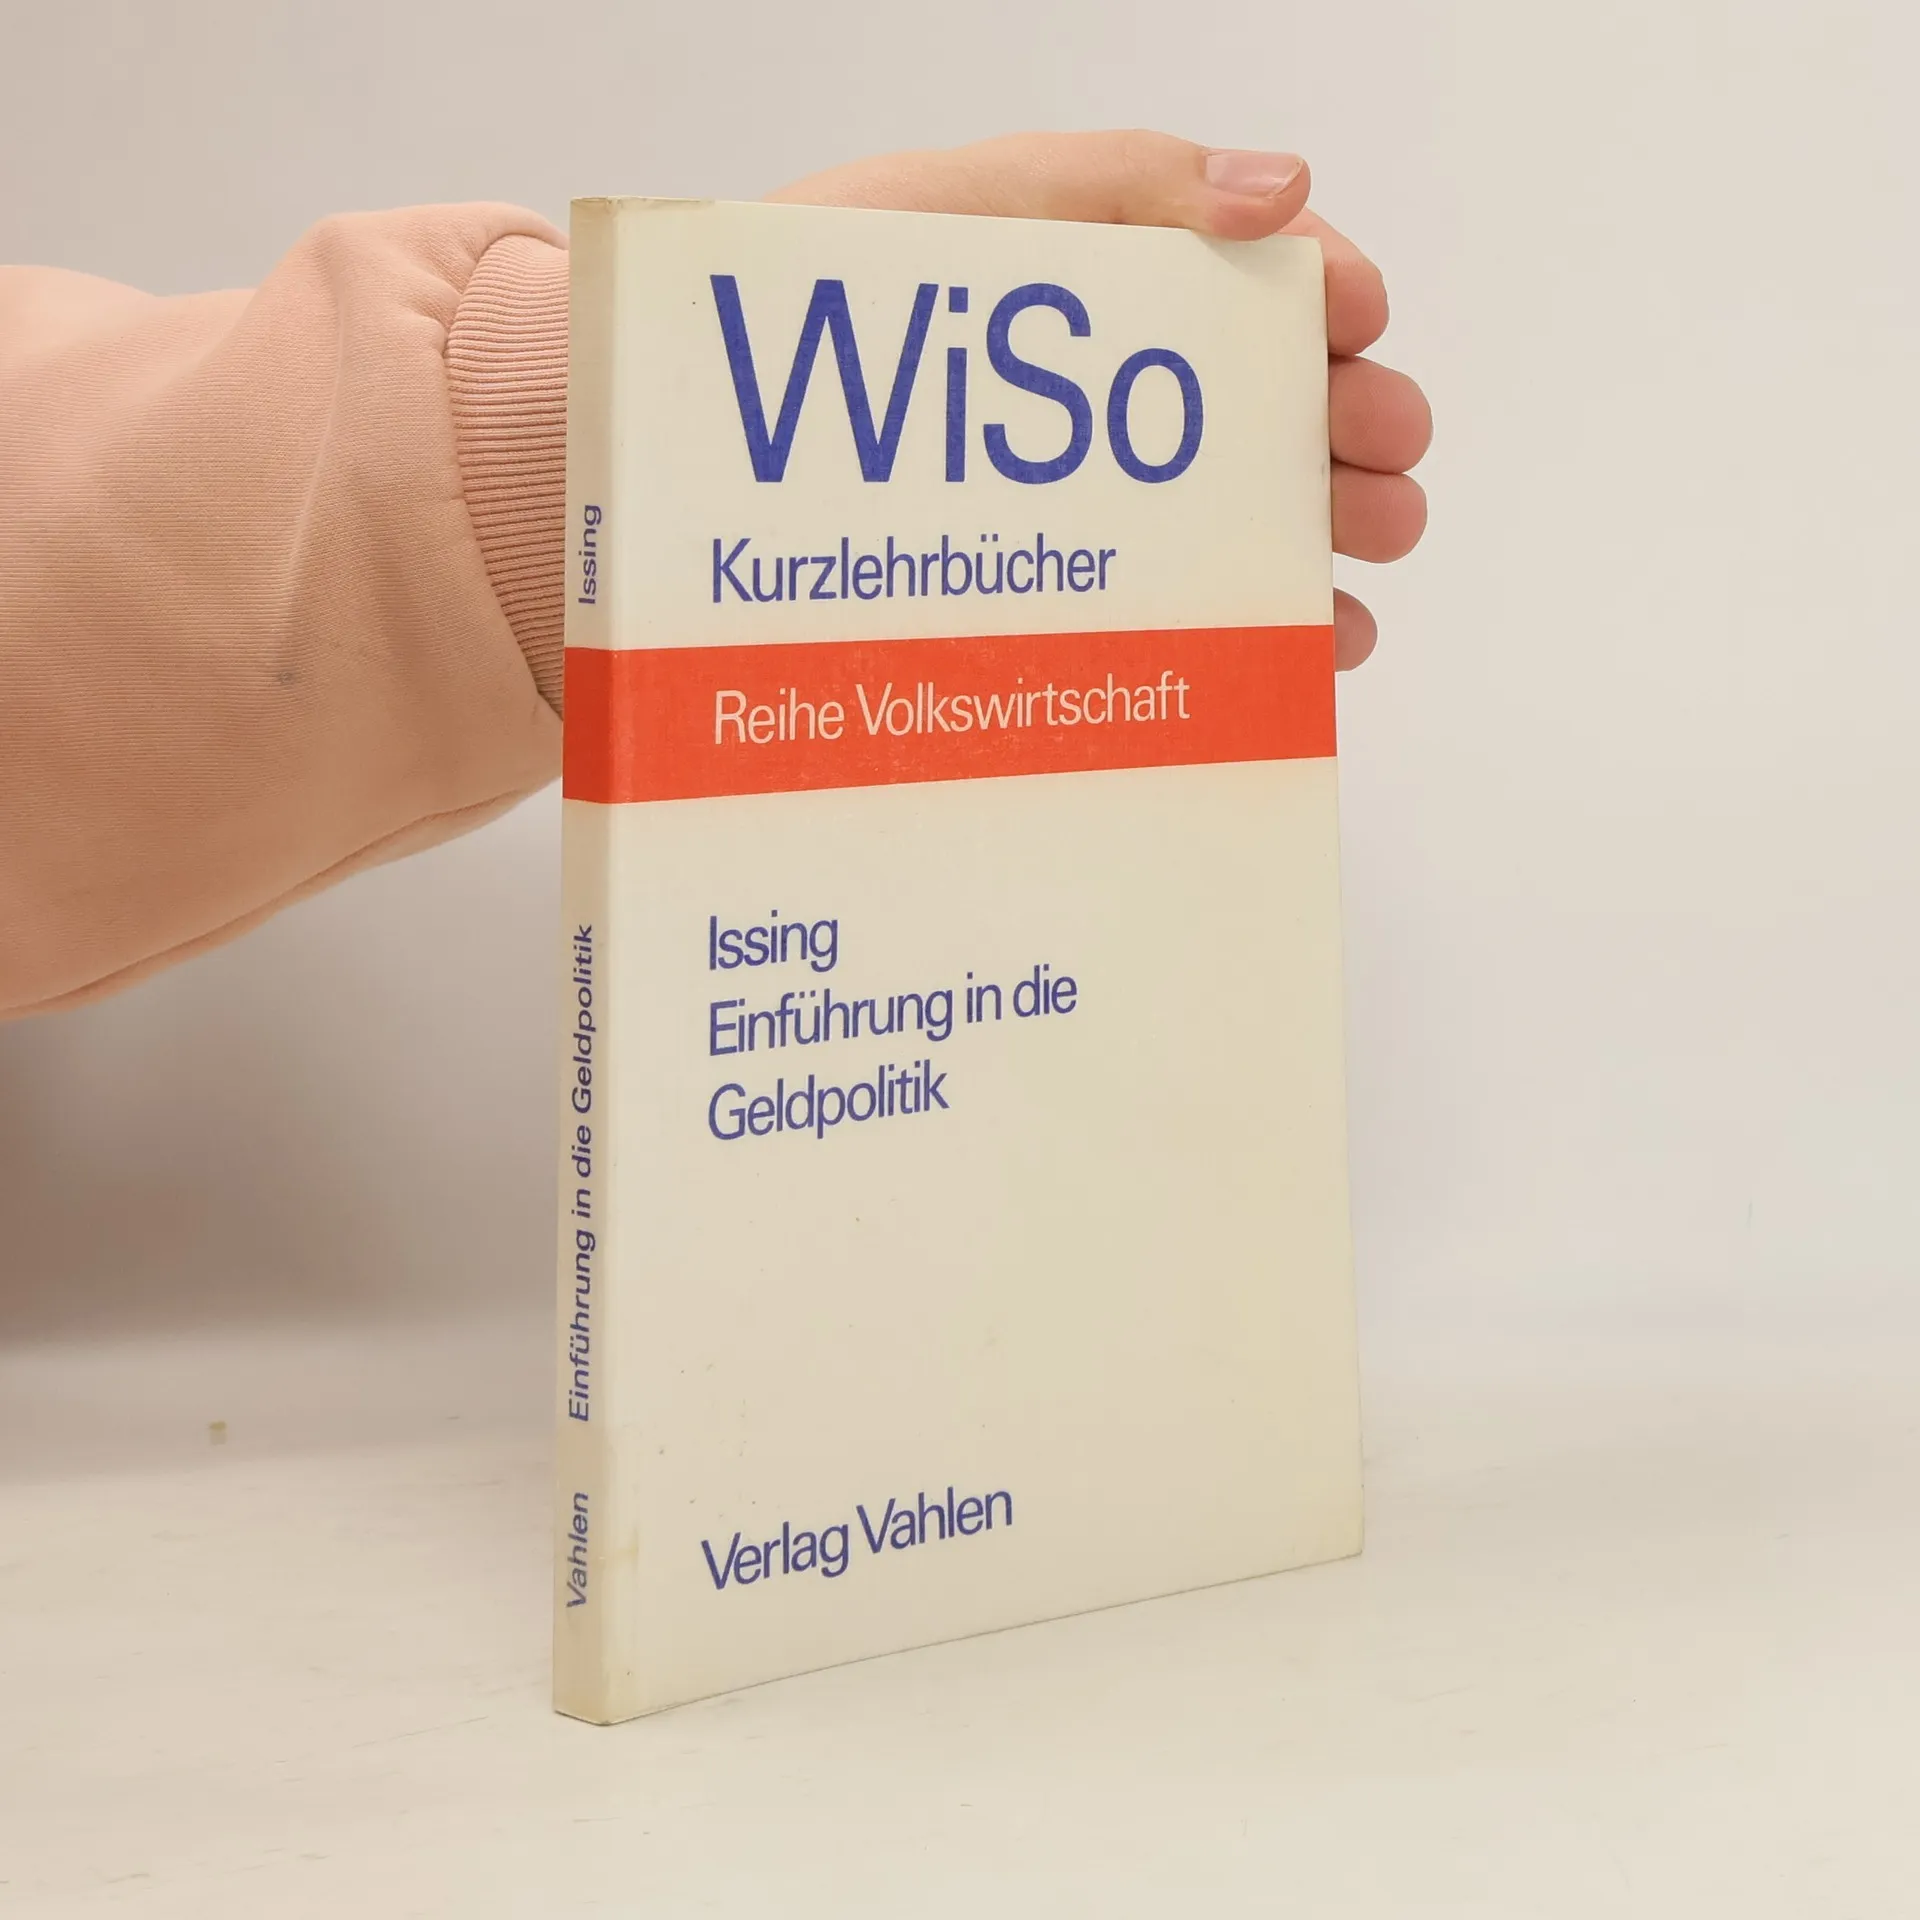 WiSo
Kurzlehrbücher
Reihe Volkswirtschaft
Issing
Einführung in die
Geldpolitik
Verlag Vahlen
Issing
Einführung in die Geldpolitik
Vahlen